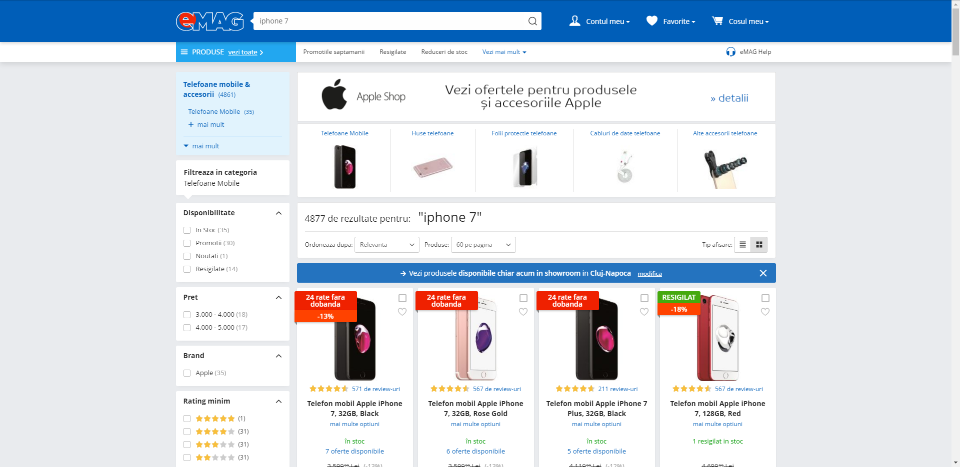 eMAG
iphone 7
Contul meu
Favorite
Cosul meu
PRODUSE vezi toate
Promotiile saptamanii
Resigilate
Reduceri de stoc
Vezi mai mult
eMAG Help
Telefoane mobile &
accesorii (4861)
Telefoane Mobile (35)
+ mai mult
mai mult
Apple Shop
Vezi ofertele pentru produsele
și accesoriile Apple
» detalii
Telefoane Mobile
Huse telefoane
Folii protectie telefoane
Cabluri de date telefoane
Alte accesorii telefoane
Filtreaza in categoria
Telefoane Mobile
Disponibilitate
In Stoc (35)
Promotii (30)
Noutati (1)
Resigilate (14)
Pret
3.000 - 4.000 (18)
4.000 - 5.000 (17)
Brand
Apple (35)
Rating minim
(1)
(31)
(31)
(31)
4877 de rezultate pentru: "iphone 7"
Ordoneaza dupa: Relevanta
Produse: 60 pe pagina
Tip afisare:
Vezi produsele disponibile chiar acum in showroom in Cluj-Napoca modifica
24 rate fara
dobanda
-13%
571 de review-uri
Telefon mobil Apple iPhone
7, 32GB, Black
mai multe optiuni
în stoc
7 oferte disponibile
24 rate fara
dobanda
567 de review-uri
Telefon mobil Apple iPhone
7, 32GB, Rose Gold
mai multe optiuni
în stoc
6 oferte disponibile
24 rate fara
dobanda
211 review-uri
Telefon mobil Apple iPhone 7
Plus, 32GB, Black
mai multe optiuni
în stoc
5 oferte disponibile
RESIGILAT
-18%
567 de review-uri
Telefon mobil Apple iPhone
7, 128GB, Red
mai multe optiuni
1 resigilat in stoc